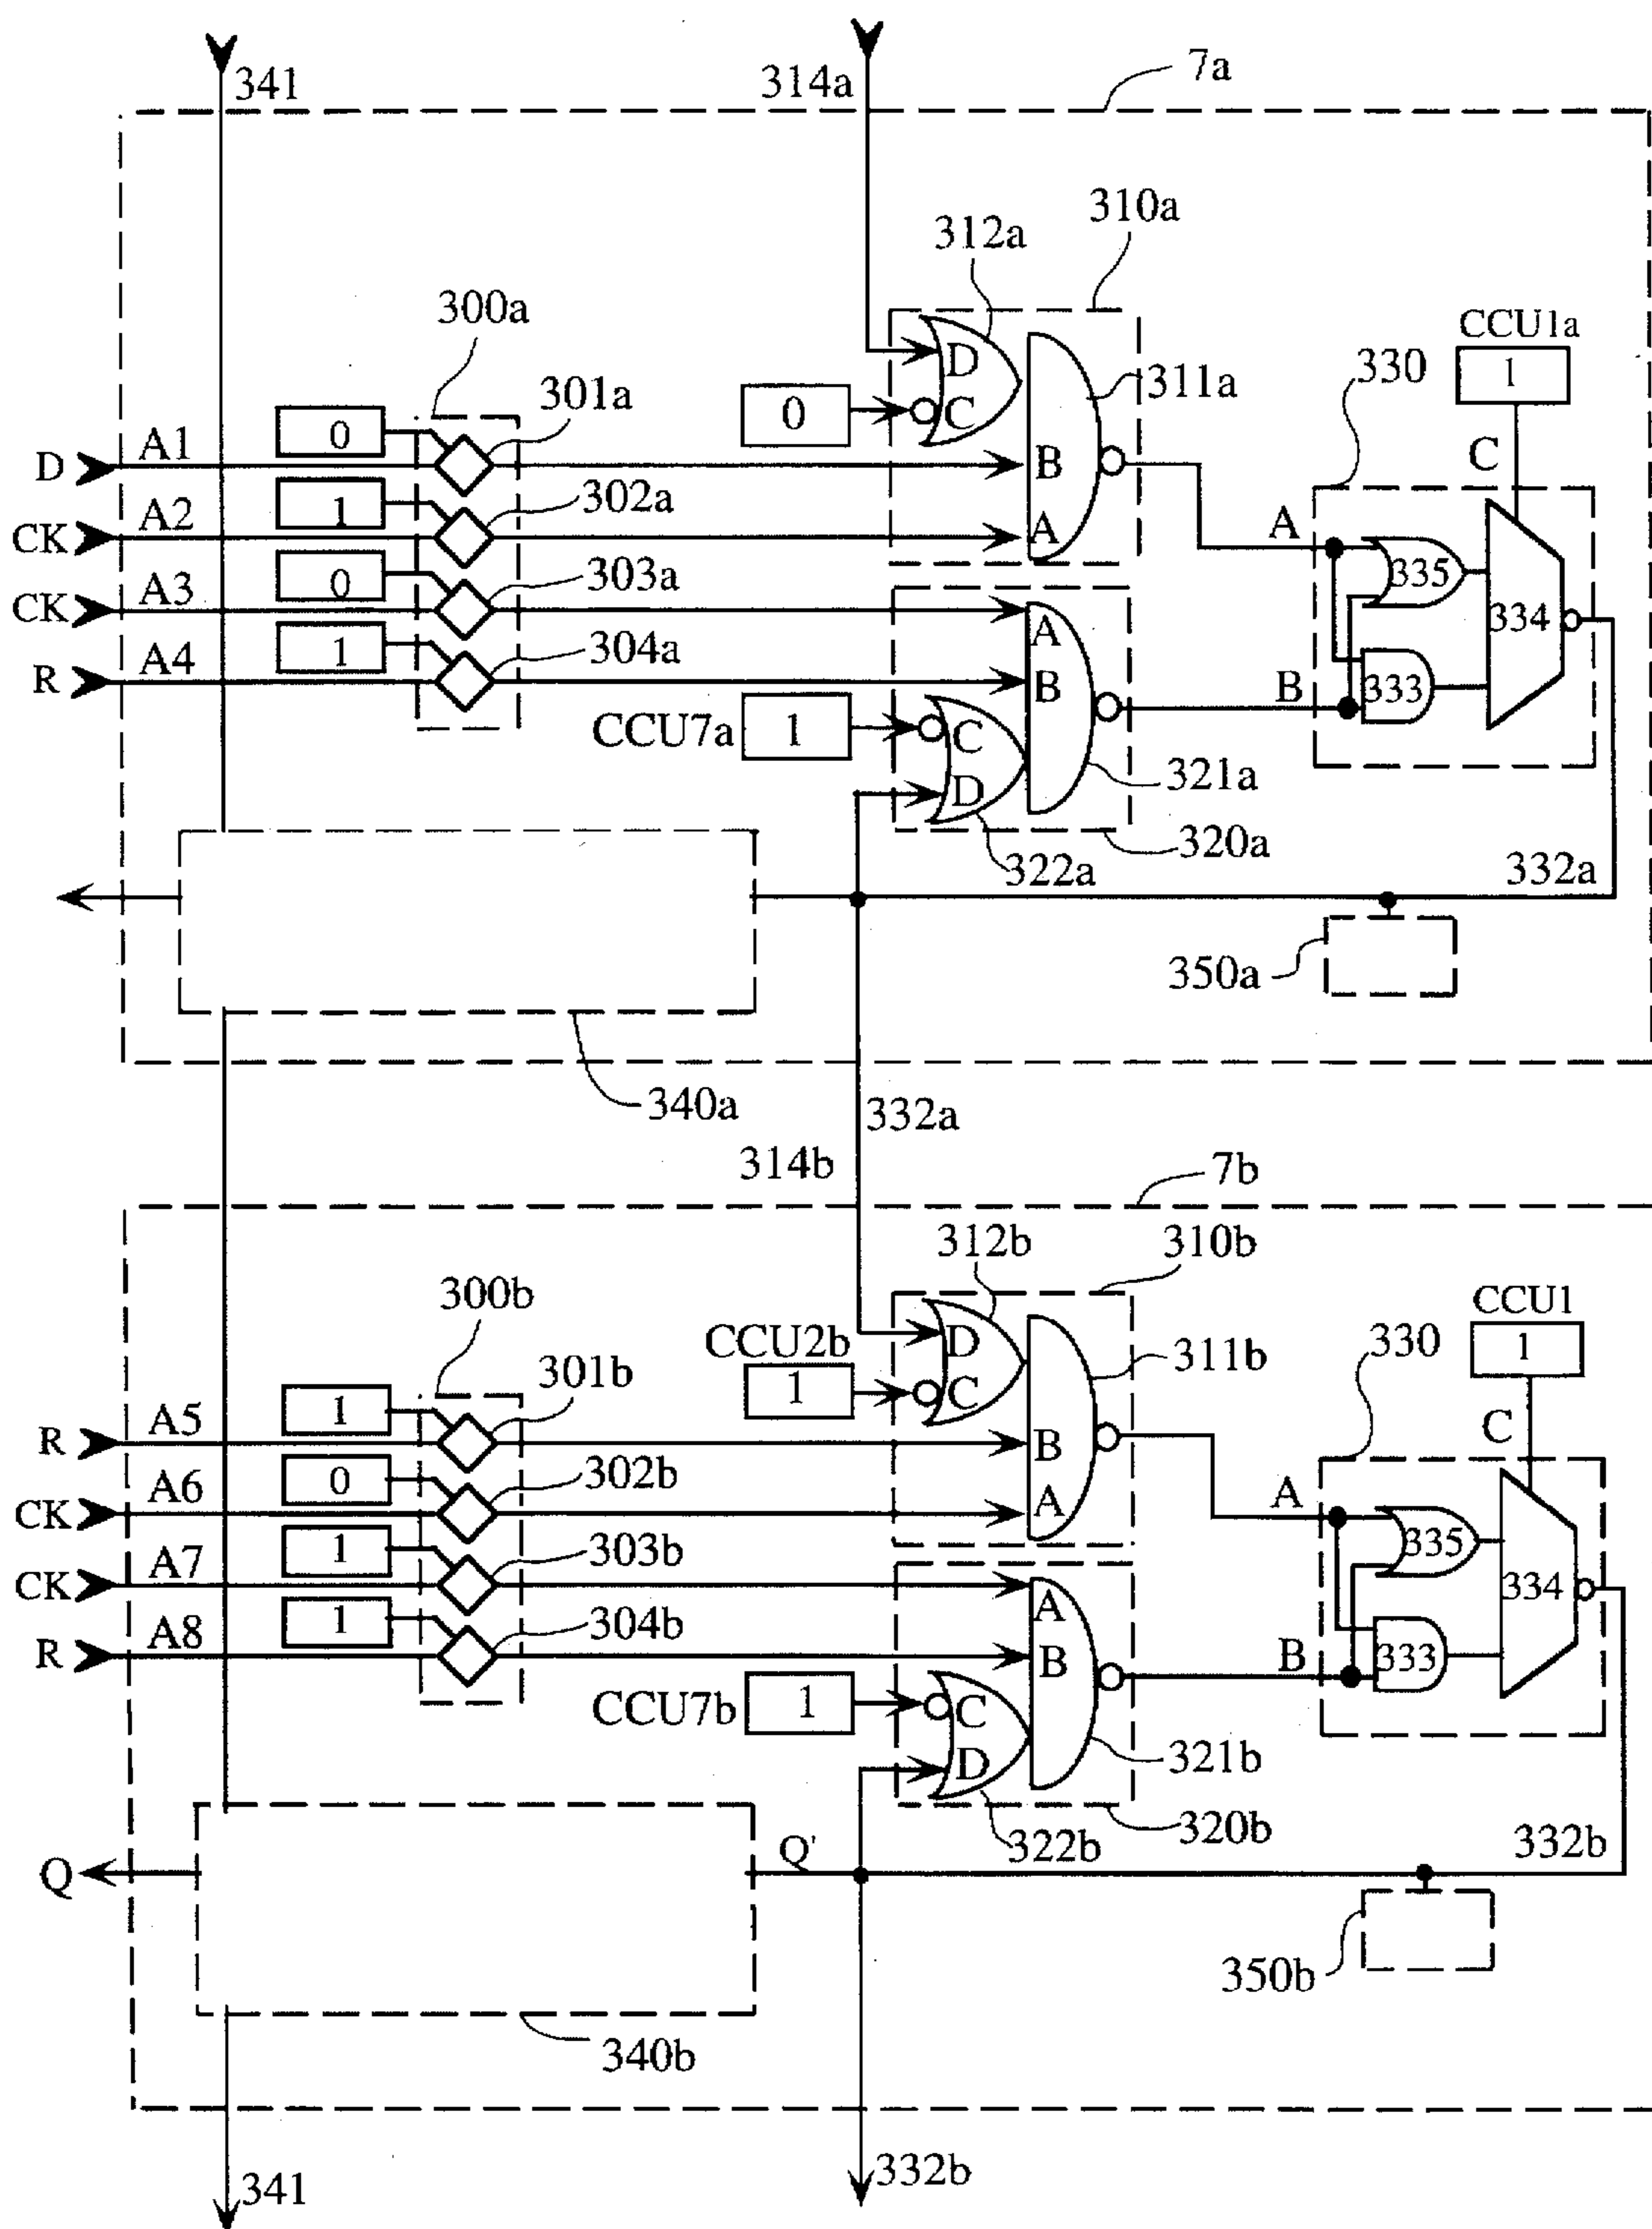 341
314a
7a
310a
312a
300a
CCU1a
1
330
301a
D
C
311a
0
0
D
A1
B
C
1
302a
CK
A2
A
A
335
0
303a
CK
A3
A
334
1
304a
R
A4
B
B
333
CCU7a
1
C
321a
D
320a
322a
332a
350a
340a
332a
314b
7b
312b
310b
300b
CCU1
1
CCU2b
D
330
301b
1
C
311b
1
R
A5
B
C
0
302b
CK
A6
A
A
335
1
303b
CK
A7
A
334
1
304b
R
A8
B
B
333
CCU7b
1
C
321b
D
320b
322b
332b
Q
Q'
350b
340b
341
332b